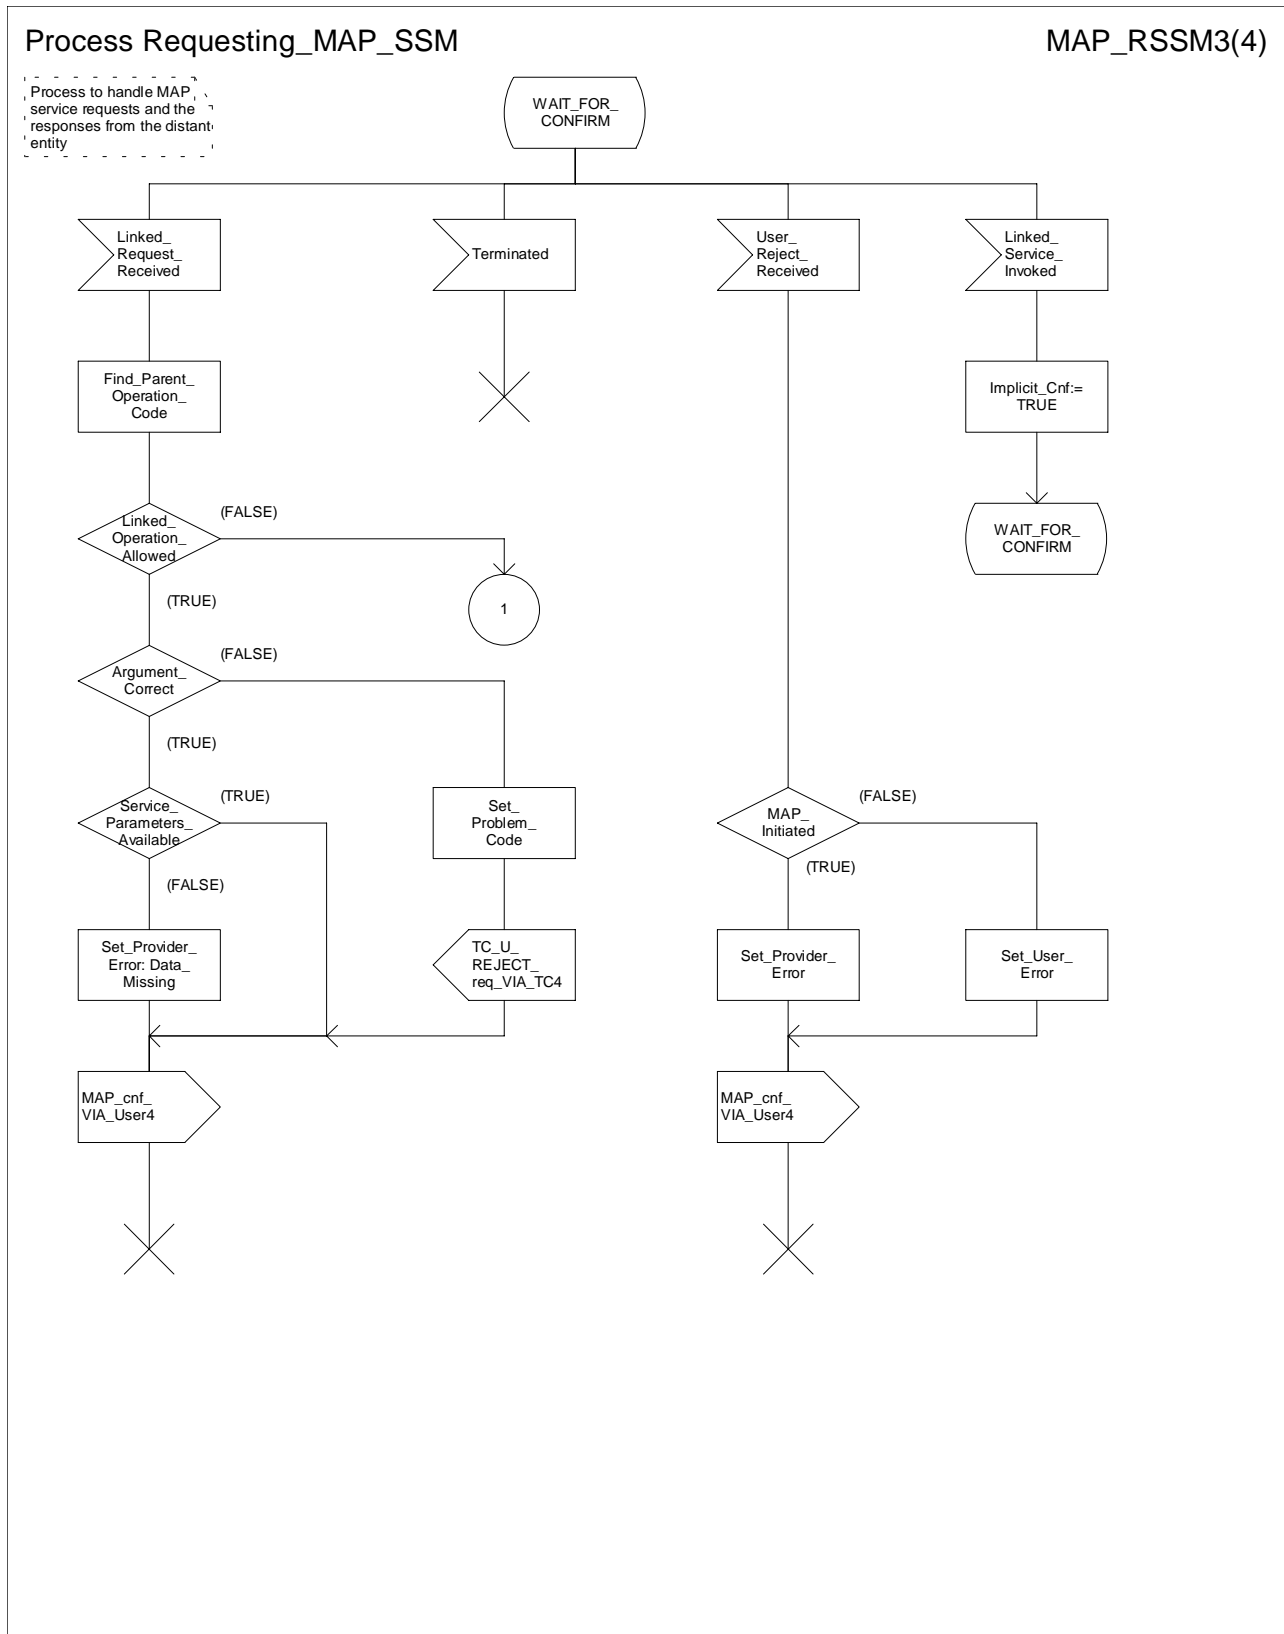 Process Requesting_MAP_SSM
MAP_RSSM3(4)
Process to handle MAP
service requests and the
responses from the distant
entity
WAIT_FOR_
CONFIRM
Linked_
Request_
Received
Terminated
User_
Reject_
Received
Linked_
Service_
Invoked
Find_Parent_
Operation_
Code
Implicit_Cnf:=
TRUE
Linked_
Operation_
Allowed
(FALSE)
WAIT_FOR_
CONFIRM
(TRUE)
1
Argument_
Correct
(FALSE)
(TRUE)
Service_
Parameters_
Available
(TRUE)
Set_
Problem_
Code
MAP_
Initiated
(FALSE)
(FALSE)
(TRUE)
Set_Provider_
Error: Data_
Missing
TC_U_
REJECT_
req_VIA_TC4
Set_Provider_
Error
Set_User_
Error
MAP_cnf_
VIA_User4
MAP_cnf_
VIA_User4